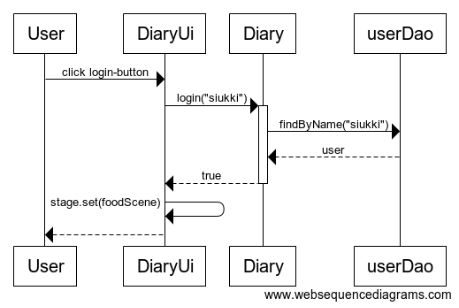 User DiaryUi Diary userDao
click login-button
login("siukki")
findByName("siukki")
user
true
stage.set(foodScene)
User DiaryUi Diary userDao
www.websequencediagrams.com